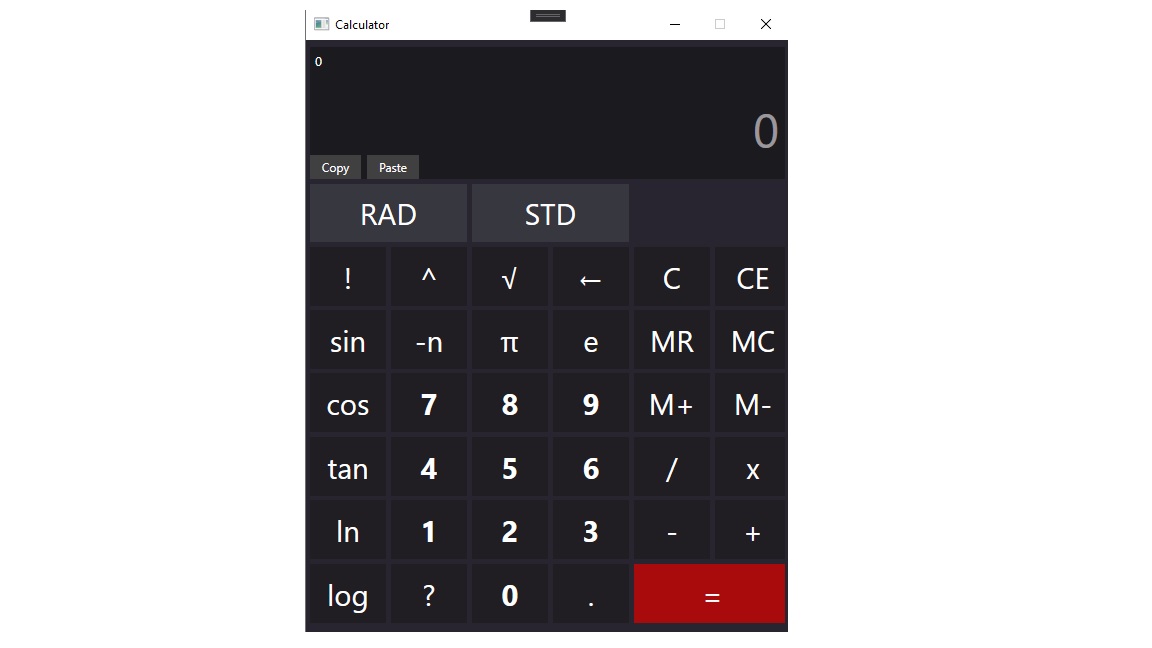 Calculator
0
0
Copy Paste
RAD STD
! ^ √ ← C CE
sin -n π e MR MC
cos 7 8 9 M+ M-
tan 4 5 6 / x
ln 1 2 3 - +
log ? 0 . =